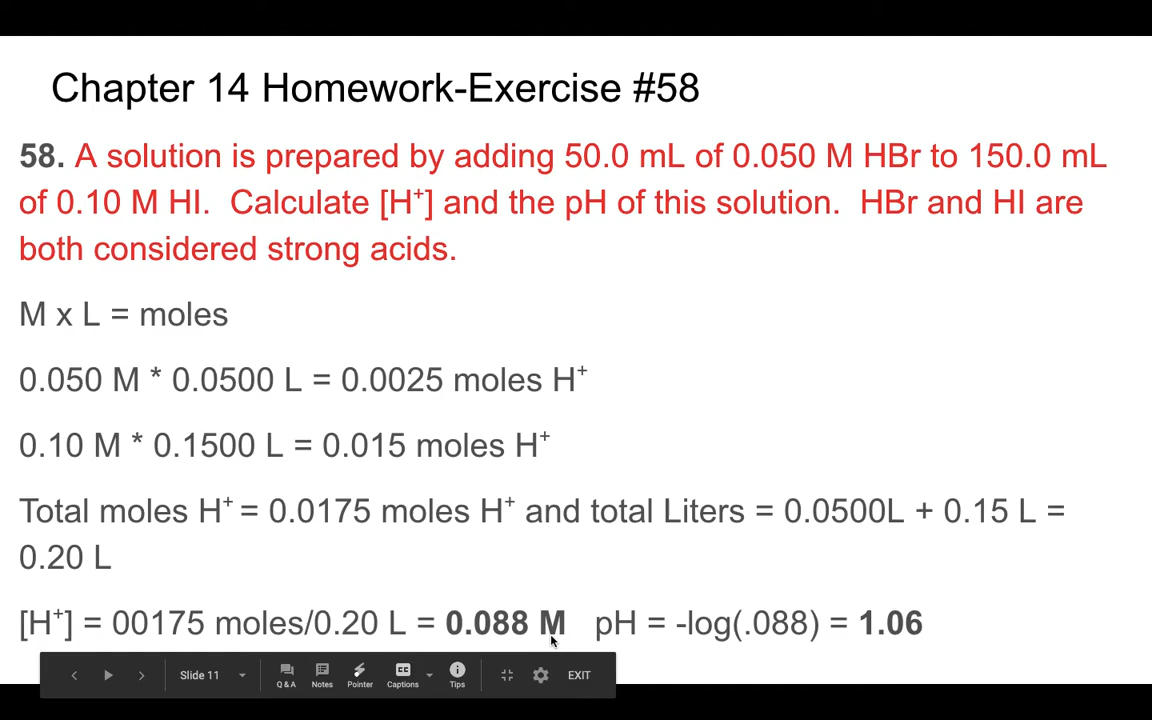 Chapter 14 Homework-Exercise #58
58. A solution is prepared by adding 50.0 mL of 0.050 M HBr to 150.0 mL
of 0.10 M HI.  Calculate [H⁺] and the pH of this solution.  HBr and HI are
both considered strong acids.
M x L = moles
0.050 M * 0.0500 L = 0.0025 moles H⁺
0.10 M * 0.1500 L = 0.015 moles H⁺
Total moles H⁺ = 0.0175 moles H⁺ and total Liters = 0.0500L + 0.15 L =
0.20 L
[H⁺] = 00175 moles/0.20 L = 0.088 M   pH = -log(.088) = 1.06
Slide 11 Q & A Notes Pointer Captions Tips EXIT